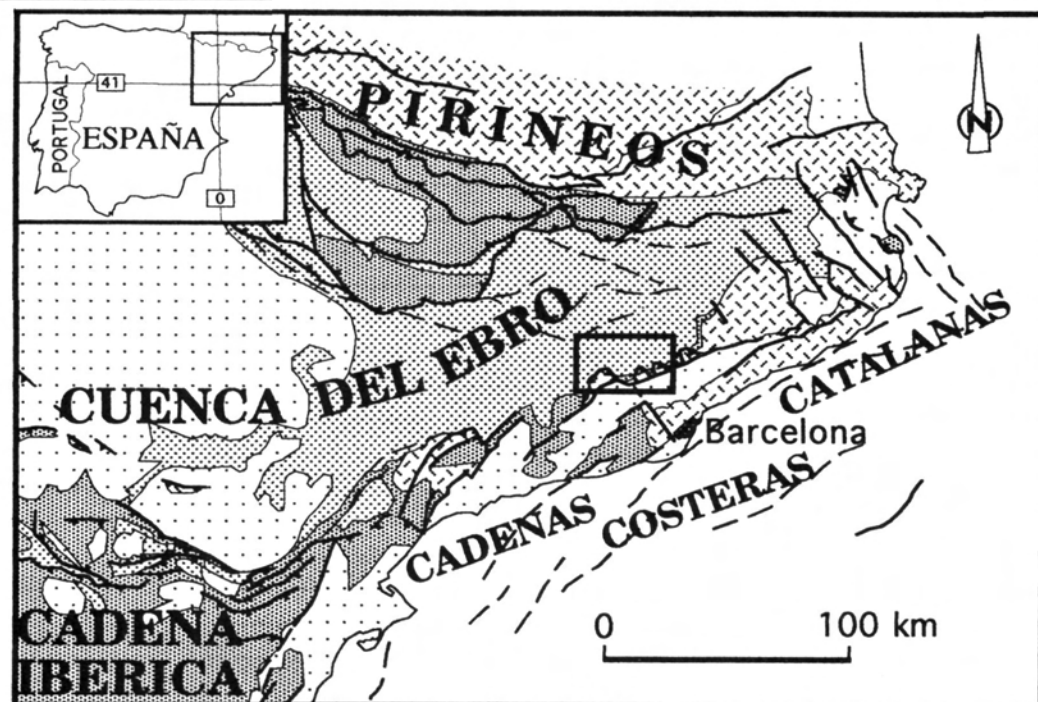 41
PORTUGAL
ESPAÑA
0
PIRINEOS
N
CUENCA DEL EBRO
CATALANAS
Barcelona
CADENAS COSTERAS
CADENA
IBERICA
0 100 km